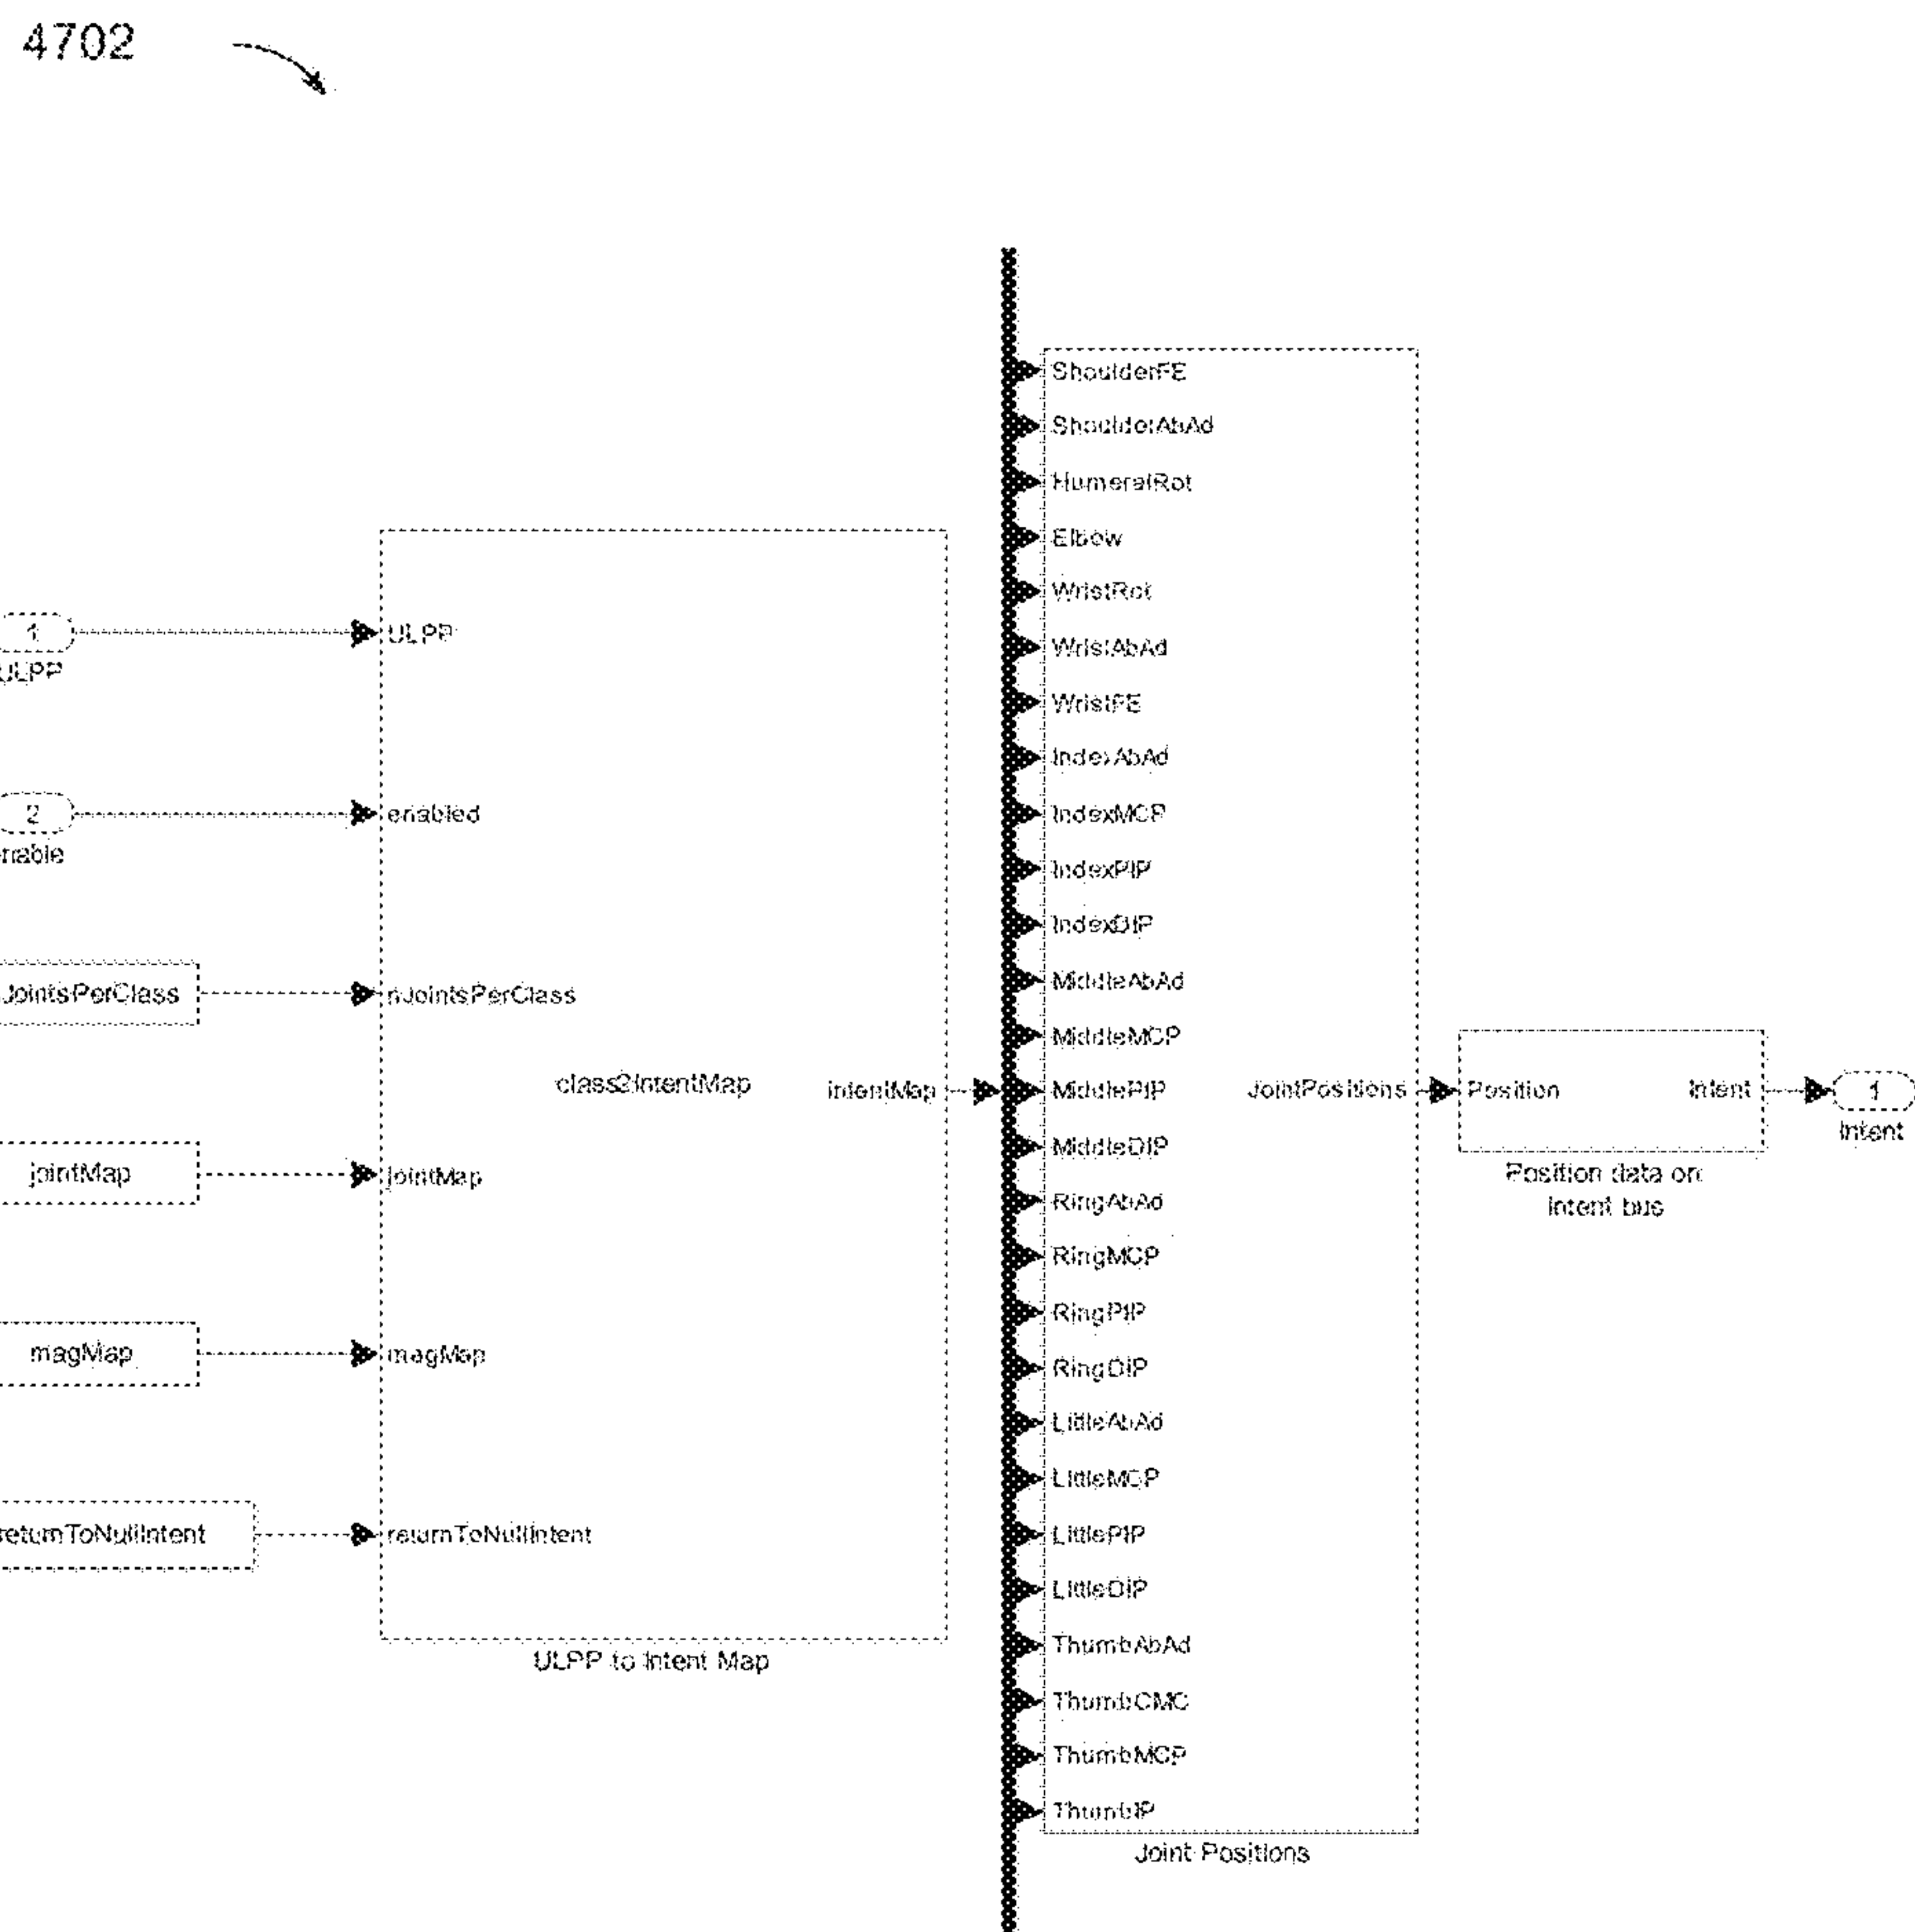 4702
ShoulderFE
ShoulderAbAd
HumeralRot
Elbow
WristRot
WristAbAd
WristFE
IndexAbAd
IndexMCP
IndexPIP
IndexDIP
MiddleAbAd
MiddleMCP
MiddlePIP
MiddleDIP
RingAbAd
RingMCP
RingPIP
RingDIP
LittleAbAd
LittleMCP
LittlePIP
LittleDIP
ThumbAbAd
ThumbCMC
ThumbMCP
ThumbIP
JointPositions
Joint Positions
1
ULPP
2
enable
JointsPerClass
jointMap
magMap
returnToNullIntent
ULPP
enabled
nJointsPerClass
class2IntentMap
intentMap
jointMap
magMap
returnToNullIntent
ULPP to Intent Map
Position
Intent
Position data on
Intent bus
1
Intent